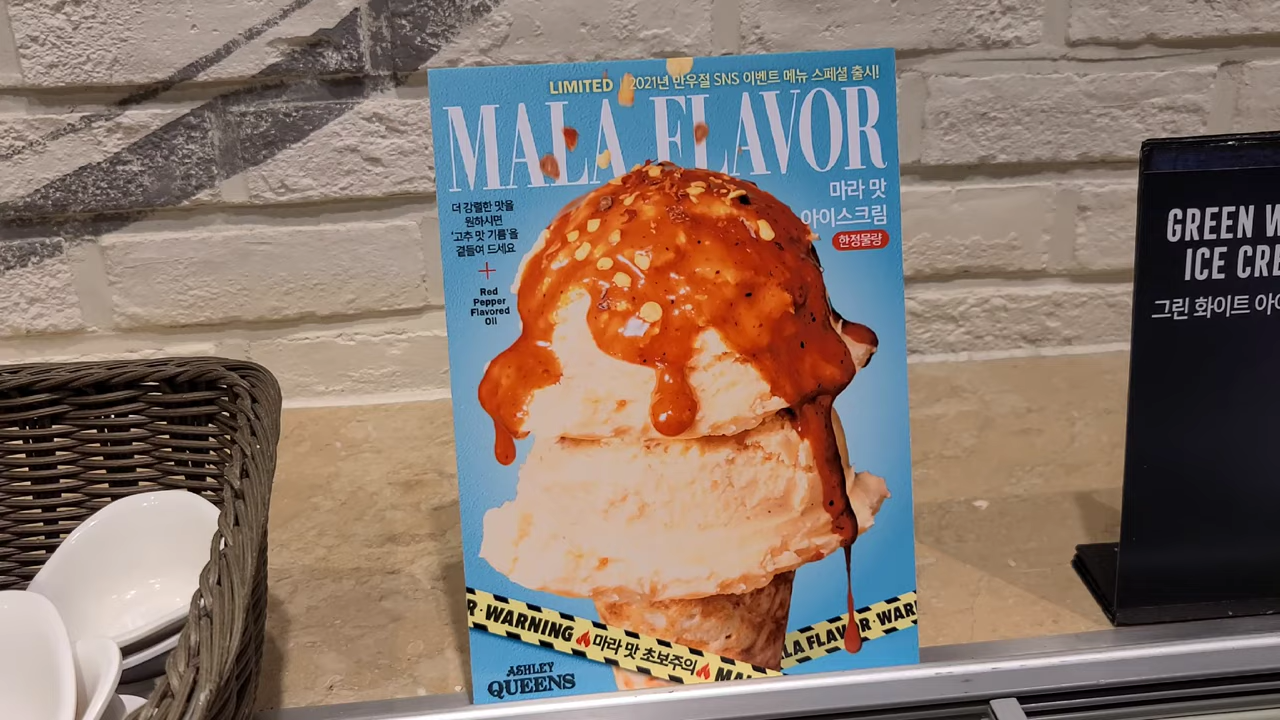 LIMITED | 2021년 만우절 SNS 이벤트 메뉴 스페셜 출시!
MALA FLAVOR
마라 맛
아이스크림
한정물량
더 강렬한 맛을
원하시면
'고추 맛 기름'을
곁들여 드세요
+
Red
Pepper
Flavored
Oil
WARNING 마라 맛 초보주의
LA FLAVOR WAR
ASHLEY
QUEENS
GREEN
ICE CRE
그린 화이트 아